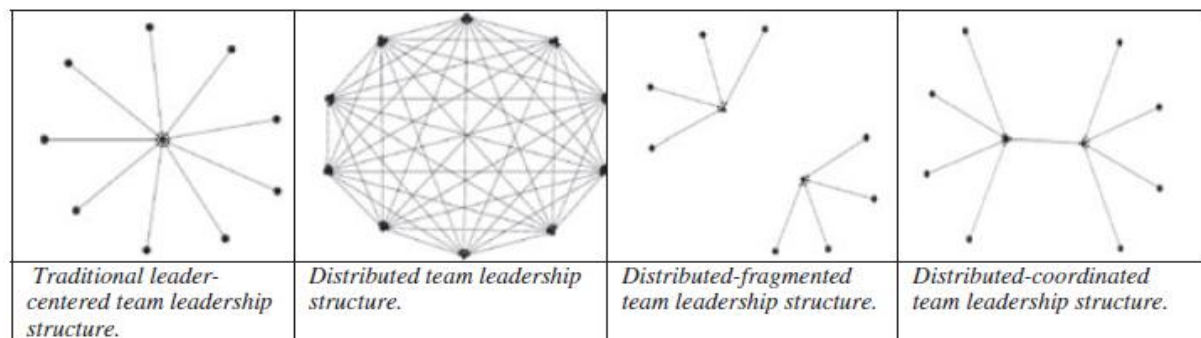 Traditional leader-
centered team leadership
structure.
Distributed team leadership
structure.
Distributed-fragmented
team leadership structure.
Distributed-coordinated
team leadership structure.